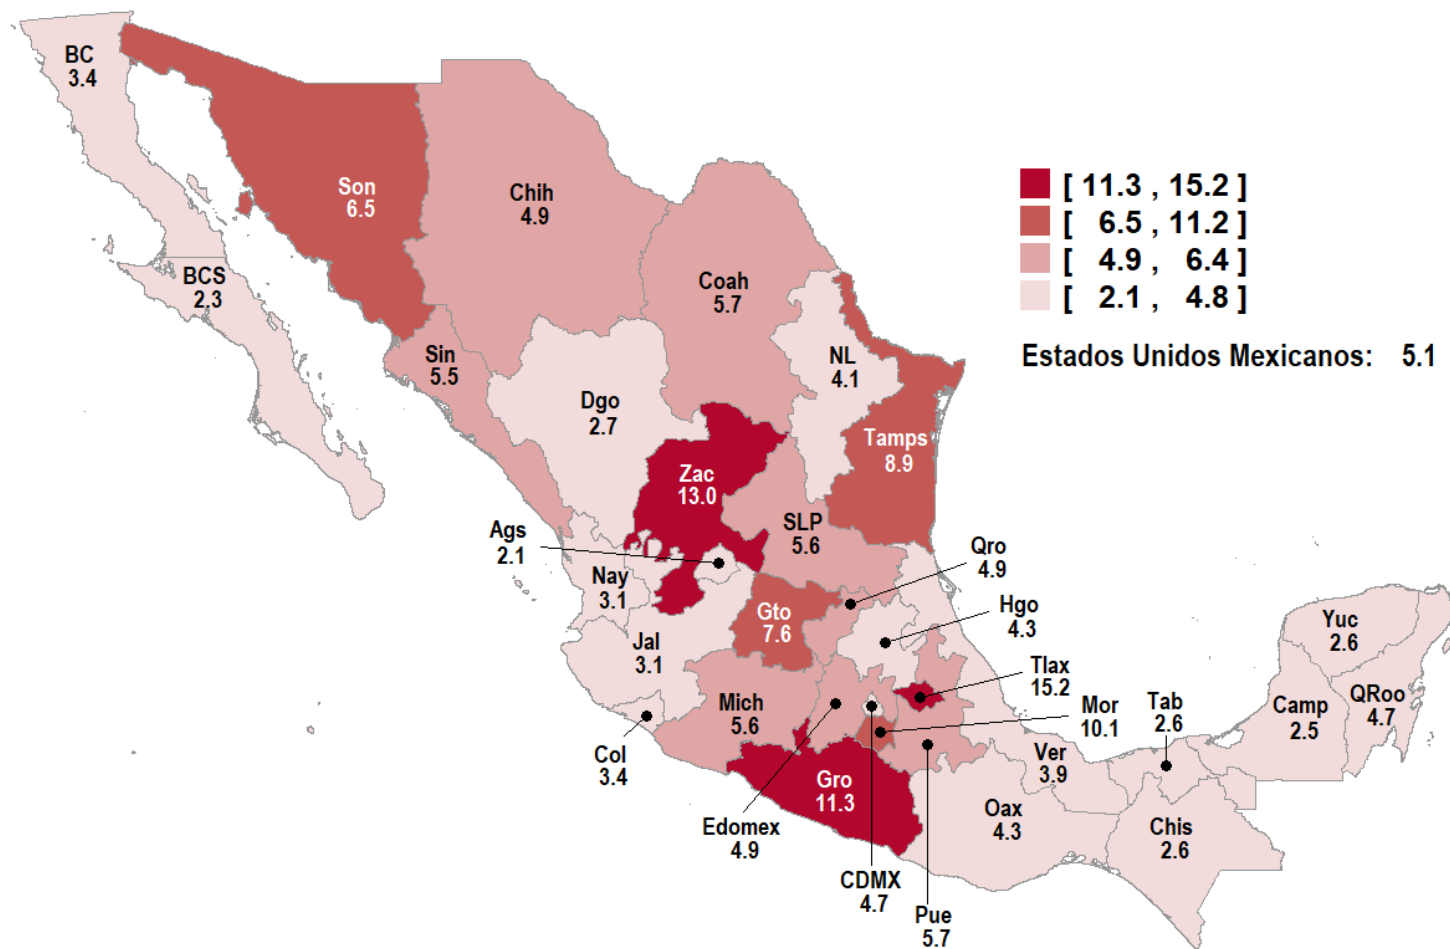 BC
3.4
Son
6.5
Chih
4.9
[ 11.3 , 15.2 ]
[ 6.5 , 11.2 ]
[ 4.9 , 6.4 ]
[ 2.1 , 4.8 ]
Estados Unidos Mexicanos: 5.1
BCS
2.3
Coah
5.7
Sin
5.5
NL
4.1
Dgo
2.7
Tamps
8.9
Zac
13.0
SLP
5.6
Ags
2.1
Qro
4.9
Nay
3.1
Gto
7.6
Hgo
4.3
Jal
3.1
Yuc
2.6
Tlax
15.2
Mich
5.6
Mor
10.1
Tab
2.6
Camp
2.5
QRoo
4.7
Col
3.4
Ver
3.9
Gro
11.3
Oax
4.3
Chis
2.6
Edomex
4.9
CDMX
4.7
Pue
5.7